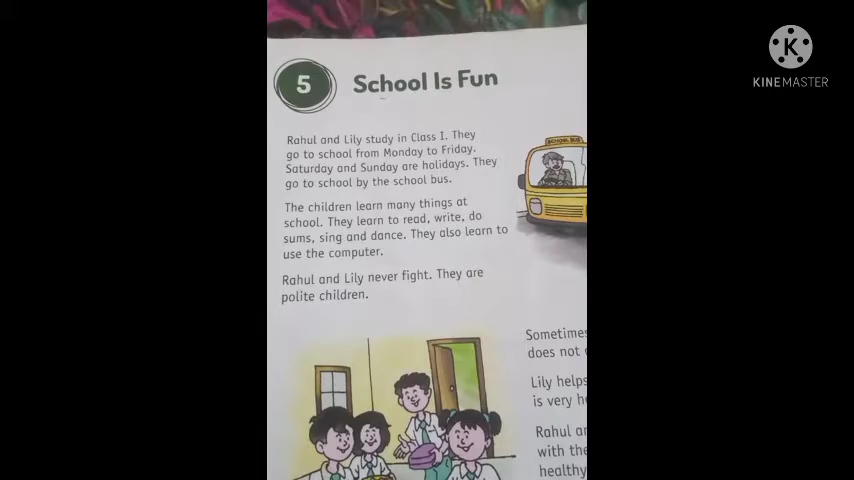 5
School Is Fun
Rahul and Lily study in Class I. They
go to school from Monday to Friday.
Saturday and Sunday are holidays. They
go to school by the school bus.
The children learn many things at
school. They learn to read, write, do
sums, sing and dance. They also learn to
use the computer.
Rahul and Lily never fight. They are
polite children.
SCHOOL BUS
Sometimes
does not
Lily helps
is very
Rahul
with the
healthy
K
KINEMASTER